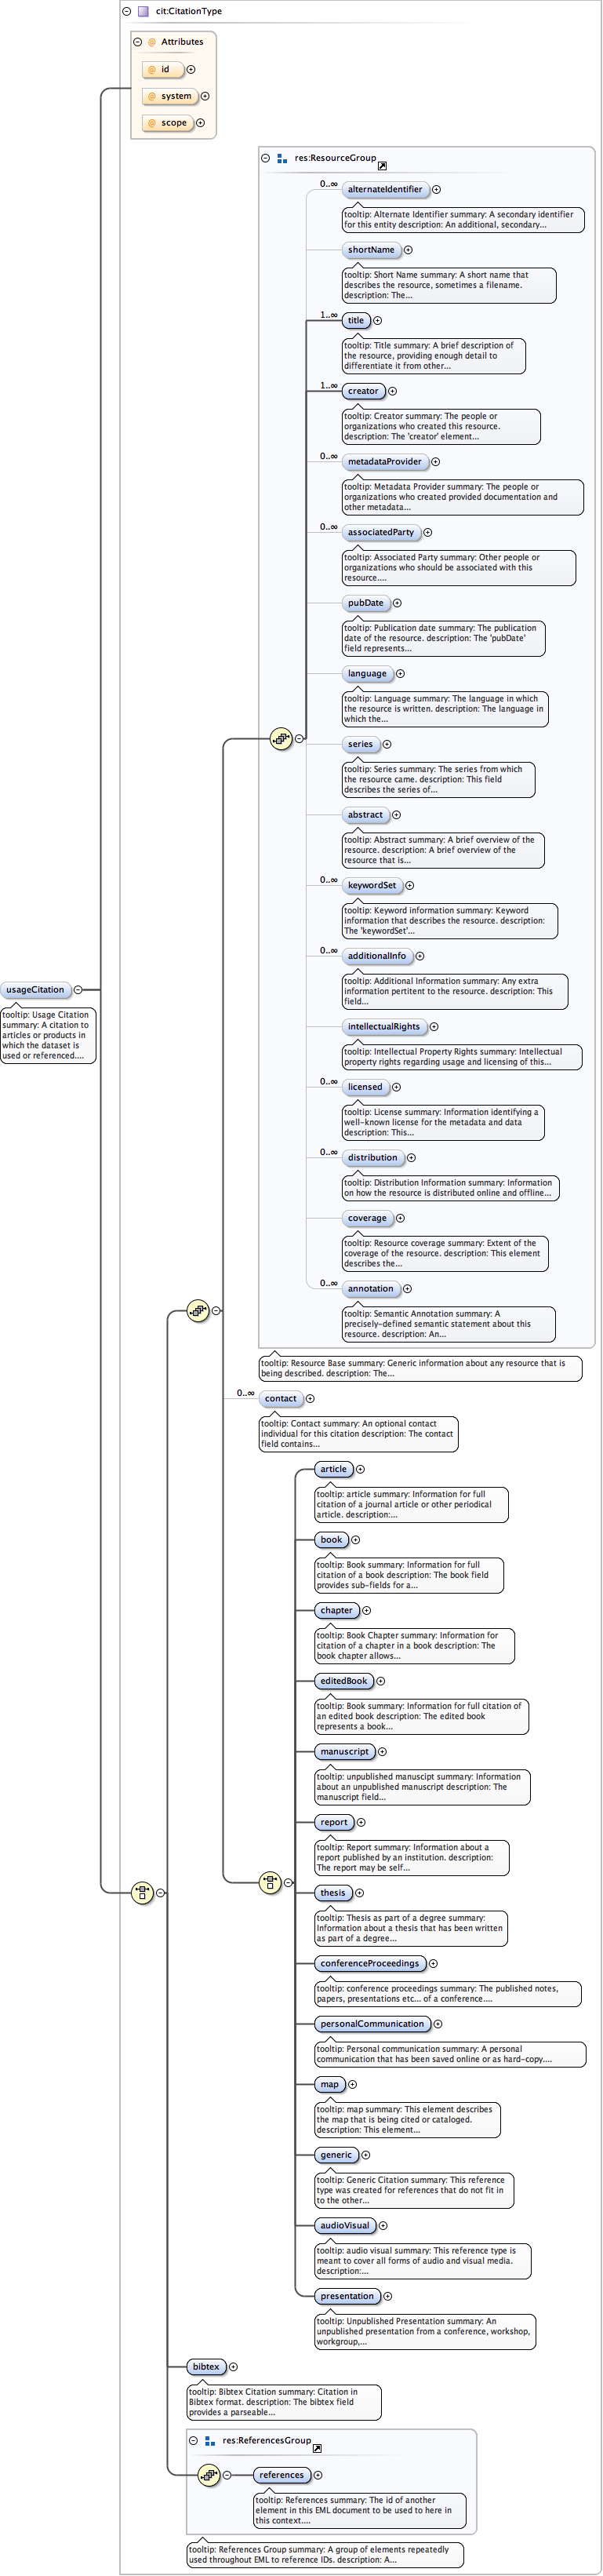 cit:CitationType
@ Attributes
@ id
@ system
@ scope
res:ResourceGroup
0..∞
alternateIdentifier
tooltip: Alternate Identifier summary: A secondary identifier
for this entity description: An additional, secondary...
shortName
tooltip: Short Name summary: A short name that
describes the resource, sometimes a filename.
description: The...
1..∞
title
tooltip: Title summary: A brief description of
the resource, providing enough detail to
differentiate it from other...
1..∞
creator
tooltip: Creator summary: The people or
organizations who created this resource.
description: The 'creator' element...
0..∞
metadataProvider
tooltip: Metadata Provider summary: The people or
organizations who created provided documentation and
other metadata...
0..∞
associatedParty
tooltip: Associated Party summary: Other people or
organizations who should be associated with this
resource....
pubDate
tooltip: Publication date summary: The publication
date of the resource. description: The 'pubDate'
field represents...
language
tooltip: Language summary: The language in which
the resource is written. description: The language in
which the...
series
tooltip: Series summary: The series from which
the resource came. description: This field
describes the series of...
abstract
tooltip: Abstract summary: A brief overview of the
resource. description: A brief overview of the
resource that is...
0..∞
keywordSet
tooltip: Keyword information summary: Keyword
information that describes the resource. description:
The 'keywordSet'...
0..∞
additionalInfo
tooltip: Additional Information summary: Any extra
information pertitent to the resource. description: This
field...
intellectualRights
tooltip: Intellectual Property Rights summary: Intellectual
property rights regarding usage and licensing of this...
0..∞
licensed
tooltip: License summary: Information identifying a
well-known license for the metadata and data
description: This...
0..∞
distribution
tooltip: Distribution Information summary: Information
on how the resource is distributed online and offline...
coverage
tooltip: Resource coverage summary: Extent of the
coverage of the resource. description: This element
describes the...
0..∞
annotation
tooltip: Semantic Annotation summary: A
precisely-defined semantic statement about this
resource. description: An...
tooltip: Resource Base summary: Generic information about any resource that is
being described. description: The...
usageCitation
tooltip: Usage Citation
summary: A citation to
articles or products in
which the dataset is
used or referenced....
0..∞
contact
tooltip: Contact summary: An optional contact
individual for this citation description: The contact
field contains...
article
tooltip: article summary: Information for full
citation of a journal article or other periodical
article. description:...
book
tooltip: Book summary: Information for full
citation of a book description: The book field
provides sub-fields for a...
chapter
tooltip: Book Chapter summary: Information for
citation of a chapter in a book description: The
book chapter allows...
editedBook
tooltip: Book summary: Information for full citation of
an edited book description: The edited book
represents a book...
manuscript
tooltip: unpublished manuscipt summary: Information
about an unpublished manuscript description: The
manuscript field...
report
tooltip: Report summary: Information about a
report published by an institution. description:
The report may be self...
thesis
tooltip: Thesis as part of a degree summary:
Information about a thesis that has been written
as part of a degree...
conferenceProceedings
tooltip: conference proceedings summary: The published notes,
papers, presentations etc... of a conference....
personalCommunication
tooltip: Personal communication summary: A personal
communication that has been saved online or as hard-copy....
map
tooltip: map summary: This element describes
the map that is being cited or cataloged.
description: This element...
generic
tooltip: Generic Citation summary: This reference
type was created for references that do not fit in
to the other...
audioVisual
tooltip: audio visual summary: This reference type is
meant to cover all forms of audio and visual media.
description:...
presentation
tooltip: Unpublished Presentation summary: An
unpublished presentation from a conference, workshop,
workgroup,...
bibtex
tooltip: Bibtex Citation summary: Citation in
Bibtex format. description: The bibtex field
provides a parseable...
res:ReferencesGroup
references
tooltip: References summary: The id of another
element in this EML document to be used to here in
this context....
tooltip: References Group summary: A group of elements repeatedly
used throughout EML to reference IDs. description: A...